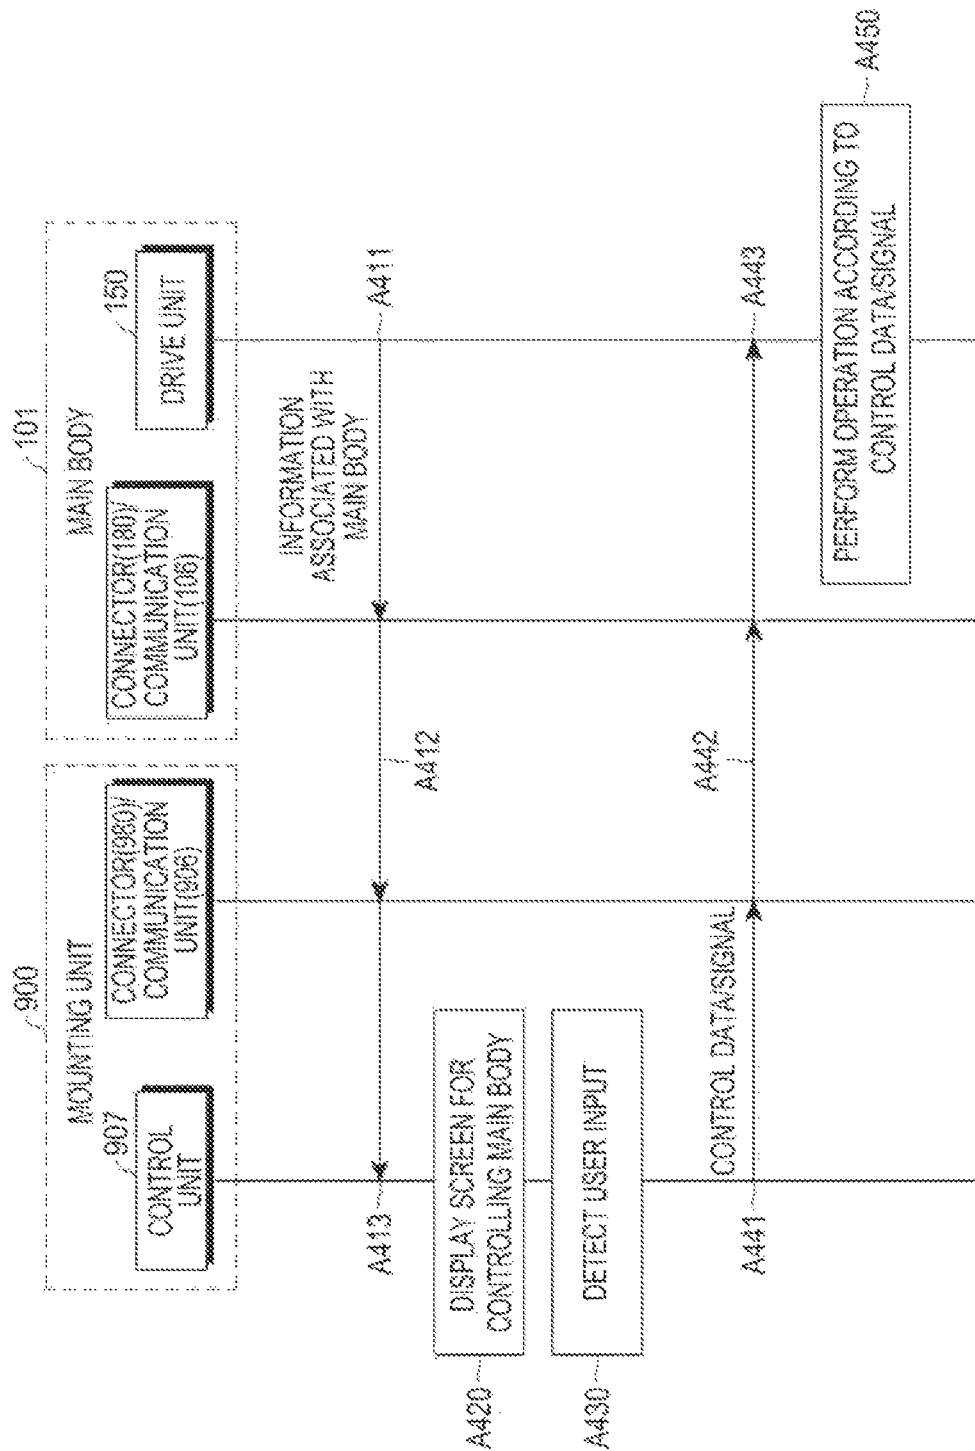 900
MOUNTING UNIT
907
CONTROL
UNIT
CONNECTOR(980)/
COMMUNICATION
UNIT(906)
101
MAIN BODY
CONNECTOR(180)/
COMMUNICATION
UNIT(106)
150
DRIVE UNIT
INFORMATION
ASSOCIATED WITH
MAIN BODY
A411
A412
A413
A420
DISPLAY SCREEN FOR
CONTROLLING MAIN BODY
A430
DETECT USER INPUT
CONTROL DATA/SIGNAL
A441
A442
A443
PERFORM OPERATION ACCORDING TO
CONTROL DATA/SIGNAL
A450